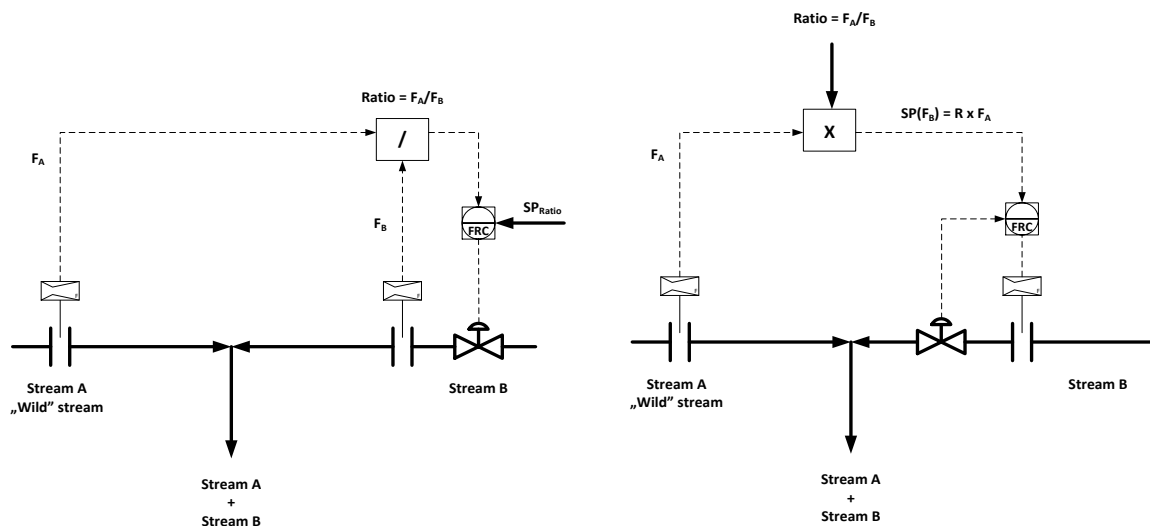 Ratio = FA/FB
/
FA
FB
SPRatio
FRC
F
F
Stream A
„Wild” stream
Stream B
Stream A
+
Stream B
Ratio = FA/FB
X
SP(FB) = R x FA
FA
FRC
F
F
Stream A
„Wild” stream
Stream B
Stream A
+
Stream B